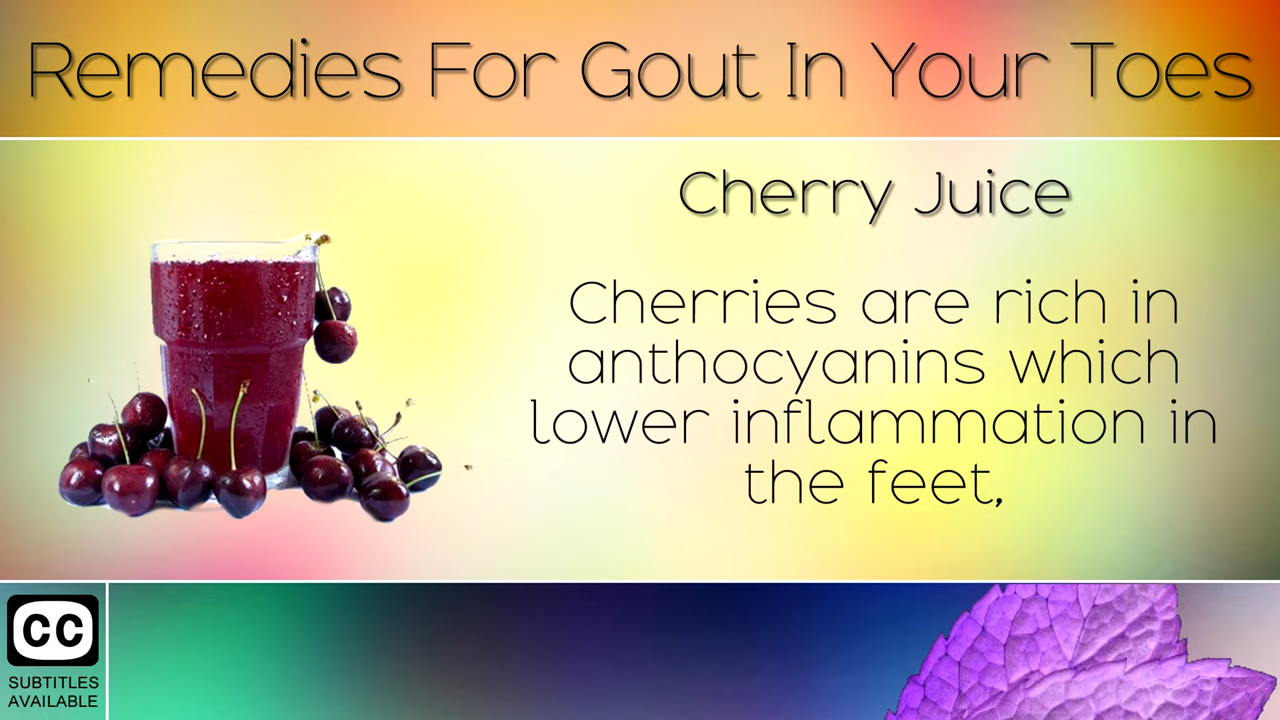 Remedies For Gout In Your Toes
Cherry Juice
Cherries are rich in
anthocyanins which
lower inflammation in
the feet,
CC
SUBTITLES
AVAILABLE